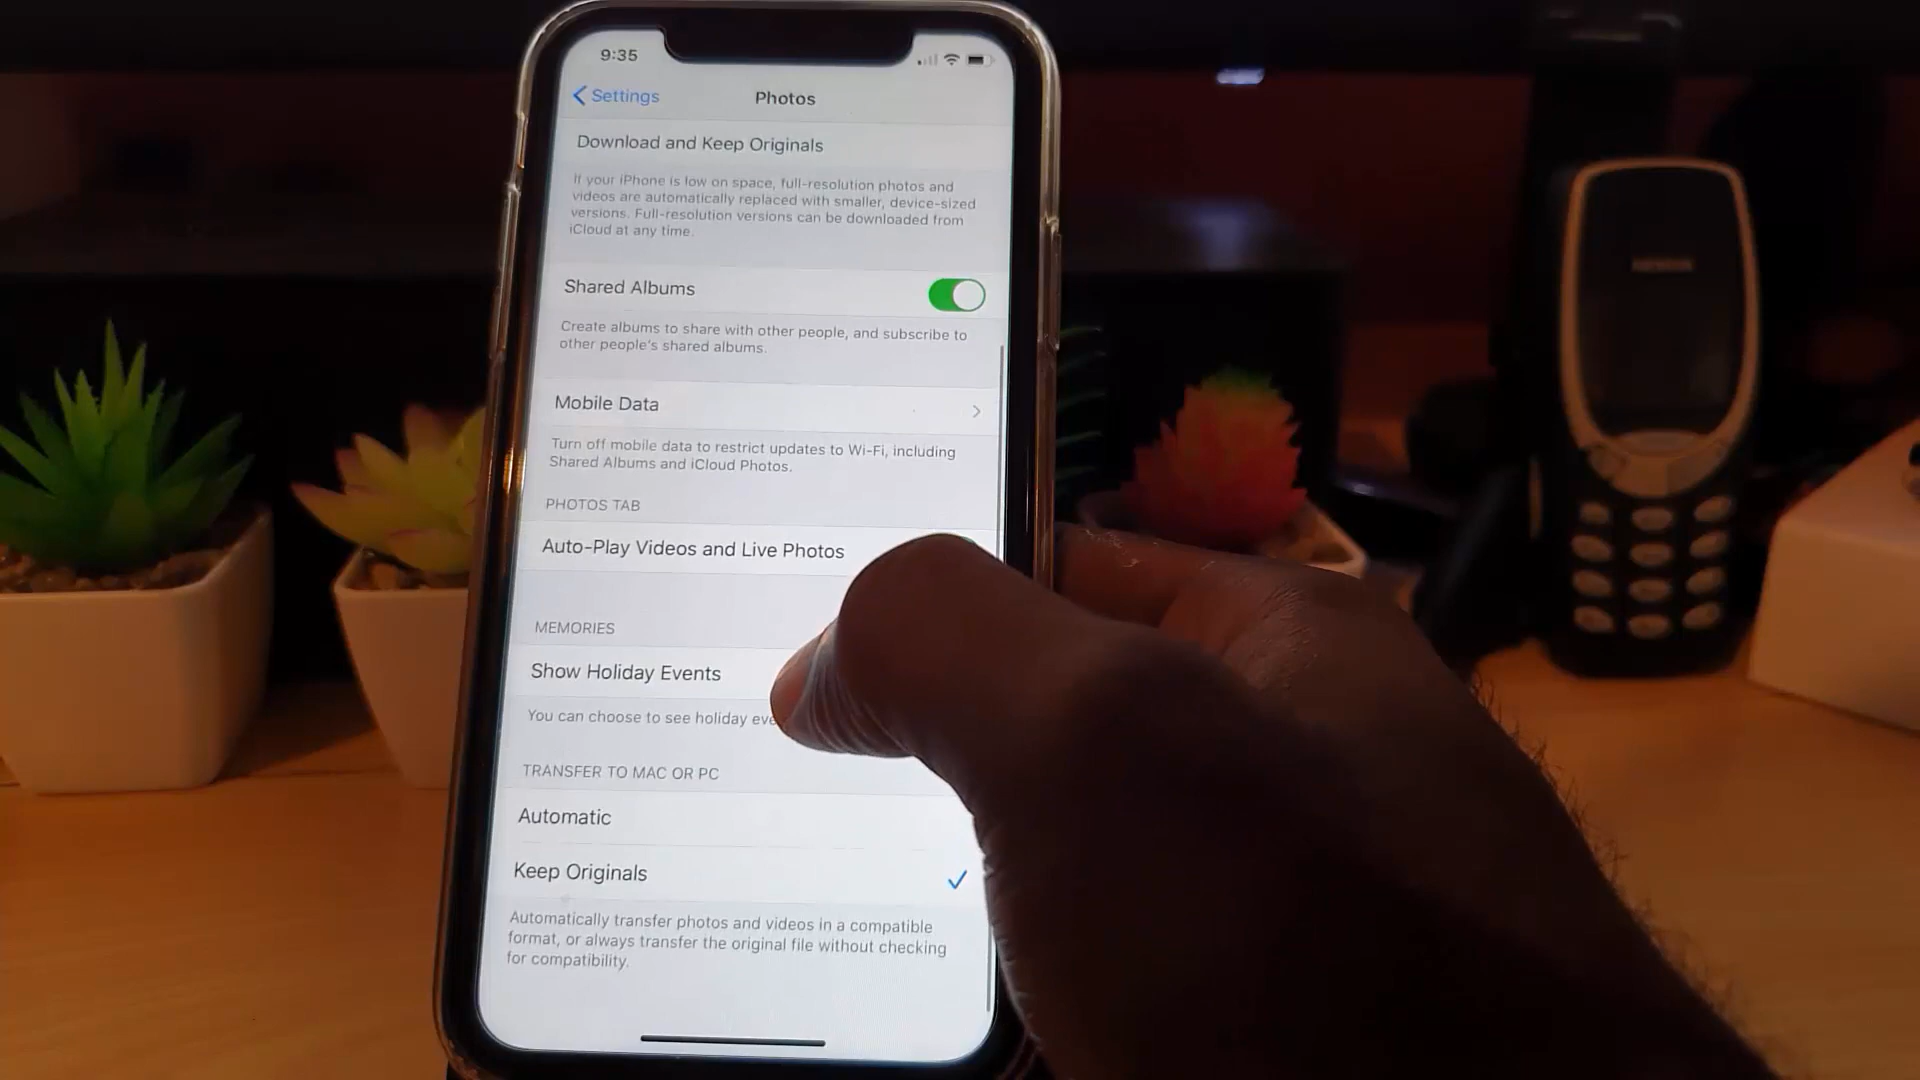 9:35
Settings
Photos
Download and Keep Originals
If your iPhone is low on space, full-resolution photos and
videos are automatically replaced with smaller, device-sized
versions. Full-resolution versions can be downloaded from
iCloud at any time.
Shared Albums
Create albums to share with other people, and subscribe to
other people's shared albums.
Mobile Data
Turn off mobile data to restrict updates to Wi-Fi, including
Shared Albums and iCloud Photos.
PHOTOS TAB
Auto-Play Videos and Live Photos
MEMORIES
Show Holiday Events
You can choose to see holiday
TRANSFER TO MAC OR PC
Automatic
Keep Originals
Automatically transfer photos and videos in a compatible
format, or always transfer the original file without checking
for compatibility.
NOKIA